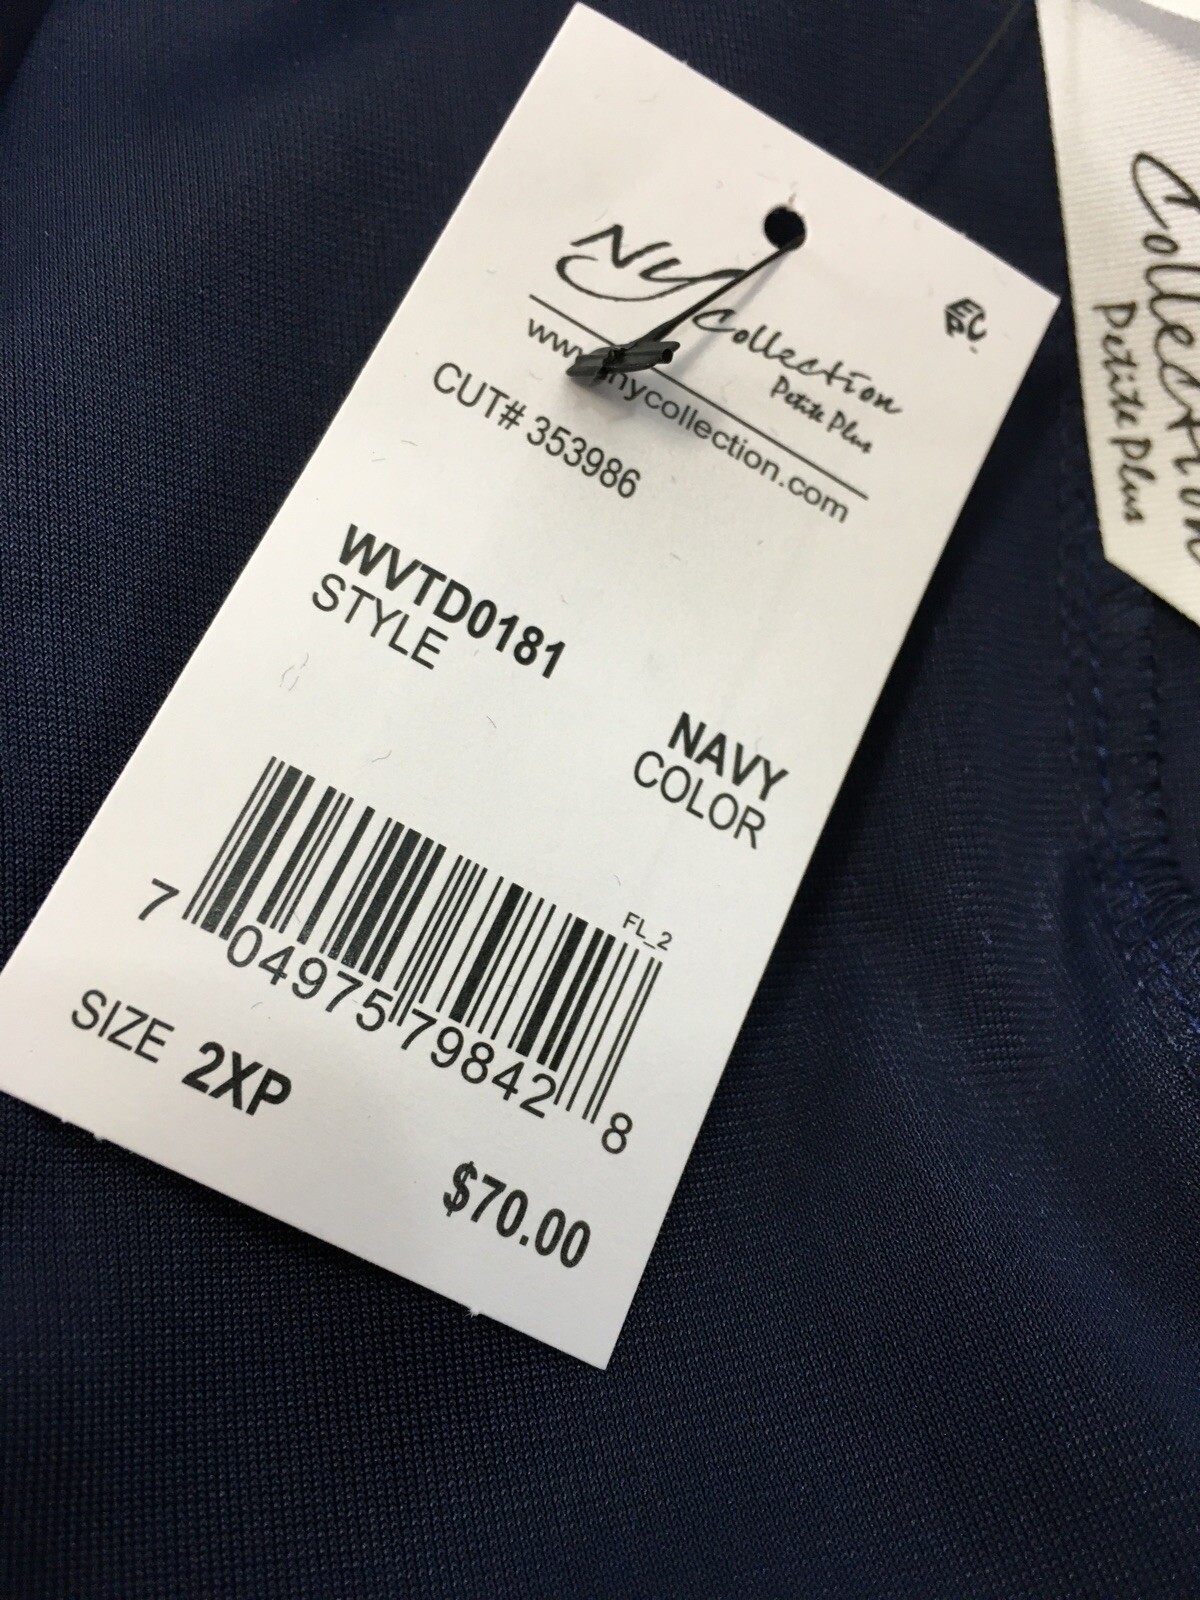 NY Collection
Petite Plus
www.nycollection.com
CUT# 353986
WVTD0181
STYLE
NAVY
COLOR
FL_2
7 04975 79842 8
SIZE 2XP
$70.00
Collection
Petite Plus